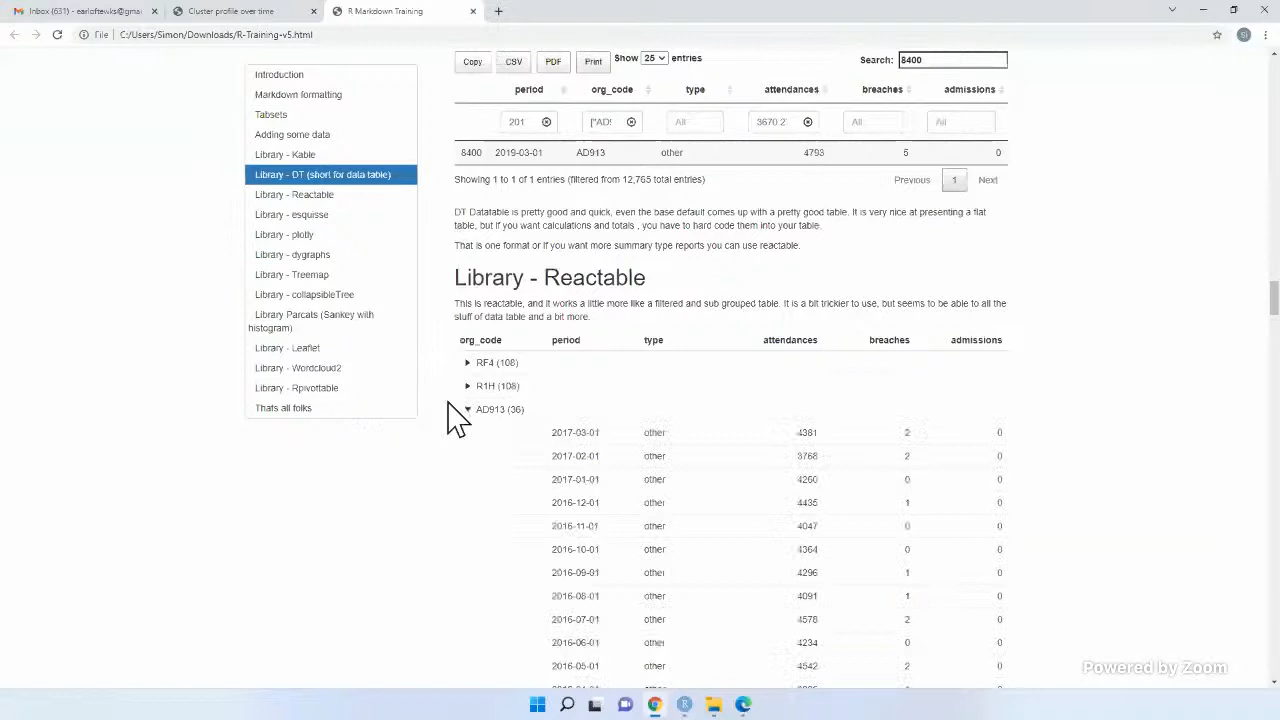 Inbox (631) - earloftewks@gmai
Cluster profile over time
R Markdown Training
File
C:/Users/Simon/Downloads/R-Training-v5.html
SI
Introduction
Markdown formatting
Tabsets
Adding some data
Library - Kable
Library - DT (short for data table)
Library - Reactable
Library - esquisse
Library - plotly
Library - dygraphs
Library - Treemap
Library - collapsibleTree
Library Parcats (Sankey with
histogram)
Library - Leaflet
Library - Wordcloud2
Library - Rpivottable
Thats all folks
Copy CSV PDF Print Show 25 entries Search: 8400
period org_code type attendances breaches admissions
201 ["AD! All 3670.2 All All
8400 2019-03-01 AD913 other 4793 5 0
Showing 1 to 1 of 1 entries (filtered from 12,765 total entries) Previous 1 Next
DT Datatable is pretty good and quick, even the base default comes up with a pretty good table. It is very nice at presenting a flat
table, but if you want calculations and totals , you have to hard code them into your table.
That is one format or if you want more summary type reports you can use reactable.
Library - Reactable
This is reactable, and it works a little more like a filtered and sub grouped table. It is a bit trickier to use, but seems to be able to all the
stuff of data table and a bit more.
org_code period type attendances breaches admissions
RF4 (108)
R1H (108)
AD913 (36)
2017-03-01 other 4381 2 0
2017-02-01 other 3768 2 0
2017-01-01 other 4260 0 0
2016-12-01 other 4435 1 0
2016-11-01 other 4047 0 0
2016-10-01 other 4364 0 0
2016-09-01 other 4296 1 0
2016-08-01 other 4091 1 0
2016-07-01 other 4578 2 0
2016-06-01 other 4234 0 0
2016-05-01 other 4542 2 0
Powered by Zoom